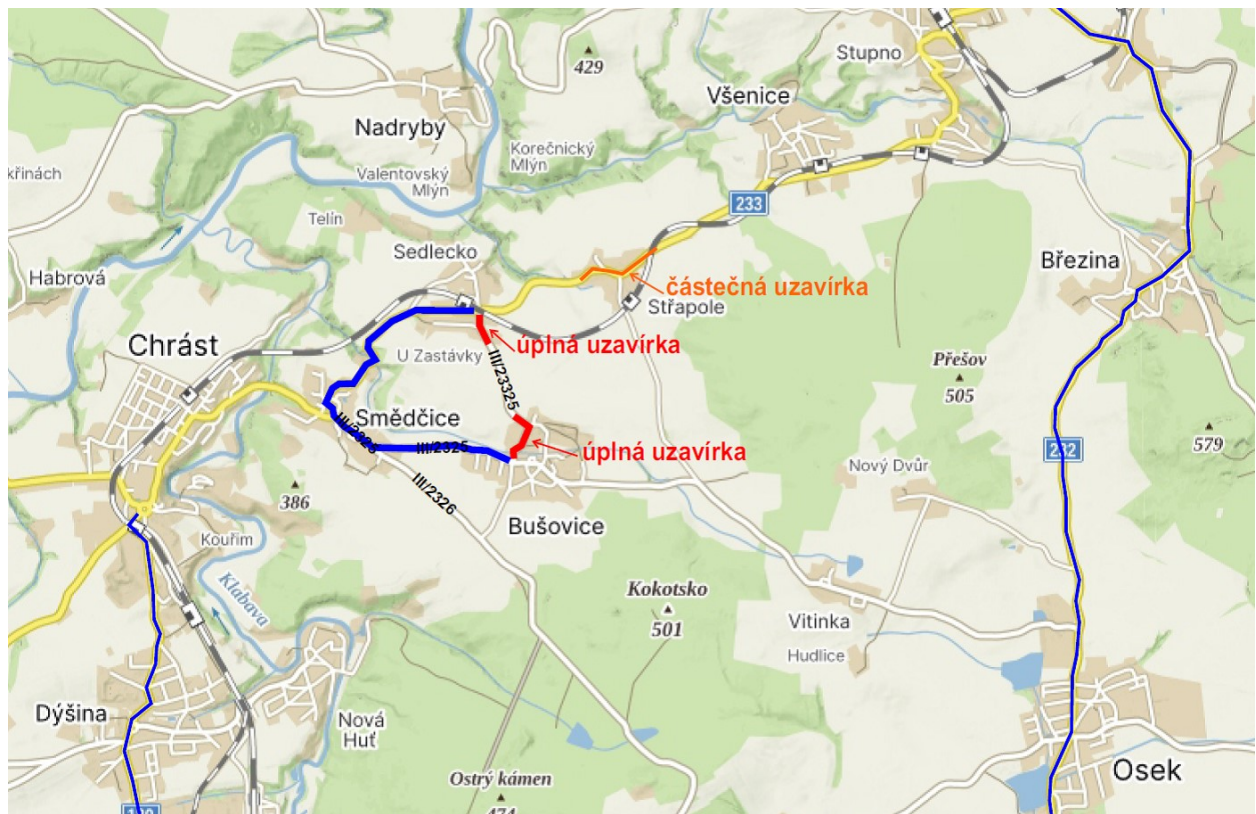 Stupno
429
Všenice
Nadryby
Korečnický
Mlýn
křinách
Valentovský
Mlýn
233
Telín
Sedlecko
Březina
Habrová
částečná uzavírka
Střapole
Chrást
úplná uzavírka
U Zastávky
Přešov
505
III/23325
Smědčice
III/2325
III/2325
579
úplná uzavírka
232
Nový Dvůr
386
III/2326
Bušovice
Kouřim
Klabava
Kokotsko
501
Vitinka
Hudlice
Dýšina
Nová
Huť
Osek
Ostrý kámen
474
180